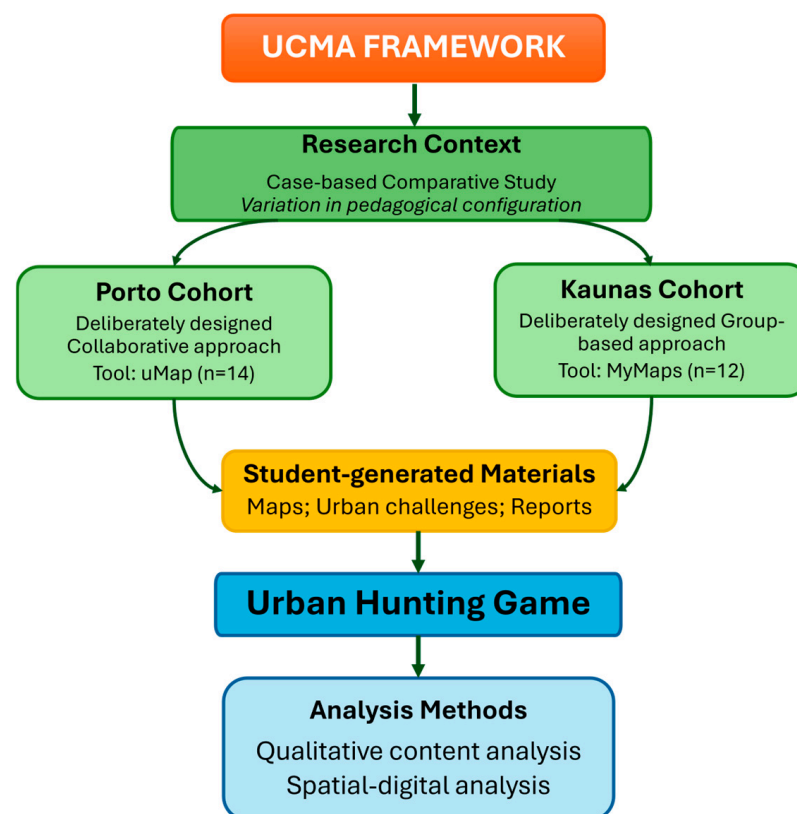 UCMA FRAMEWORK
Research Context
Case-based Comparative Study
Variation in pedagogical configuration
Porto Cohort
Deliberately designed
Collaborative approach
Tool: uMap (n=14)
Kaunas Cohort
Deliberately designed Group-
based approach
Tool: MyMaps (n=12)
Student-generated Materials
Maps; Urban challenges; Reports
Urban Hunting Game
Analysis Methods
Qualitative content analysis
Spatial-digital analysis